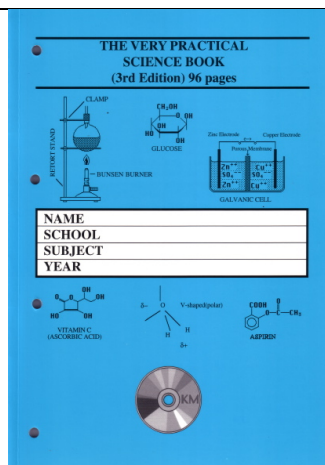 THE VERY PRACTICAL
SCIENCE BOOK
(3rd Edition) 96 pages
CLAMP
RETORT STAND
BUNSEN BURNER
CH₂OH
OH
HO
OH
OH
GLUCOSE
Zinc Electrode Copper Electrode
Porous Membrane
Zn⁺⁺ Cu⁺⁺
SO₄⁻⁻ SO₄⁻⁻
Zn⁺⁺ Cu⁺⁺
GALVANIC CELL
NAME
SCHOOL
SUBJECT
YEAR
OH
O OH
HO OH
VITAMIN C
(ASCORBIC ACID)
δ− O V-shaped(polar)
H
H
δ+
COOH O
O—C—CH₃
ASPIRIN
KM